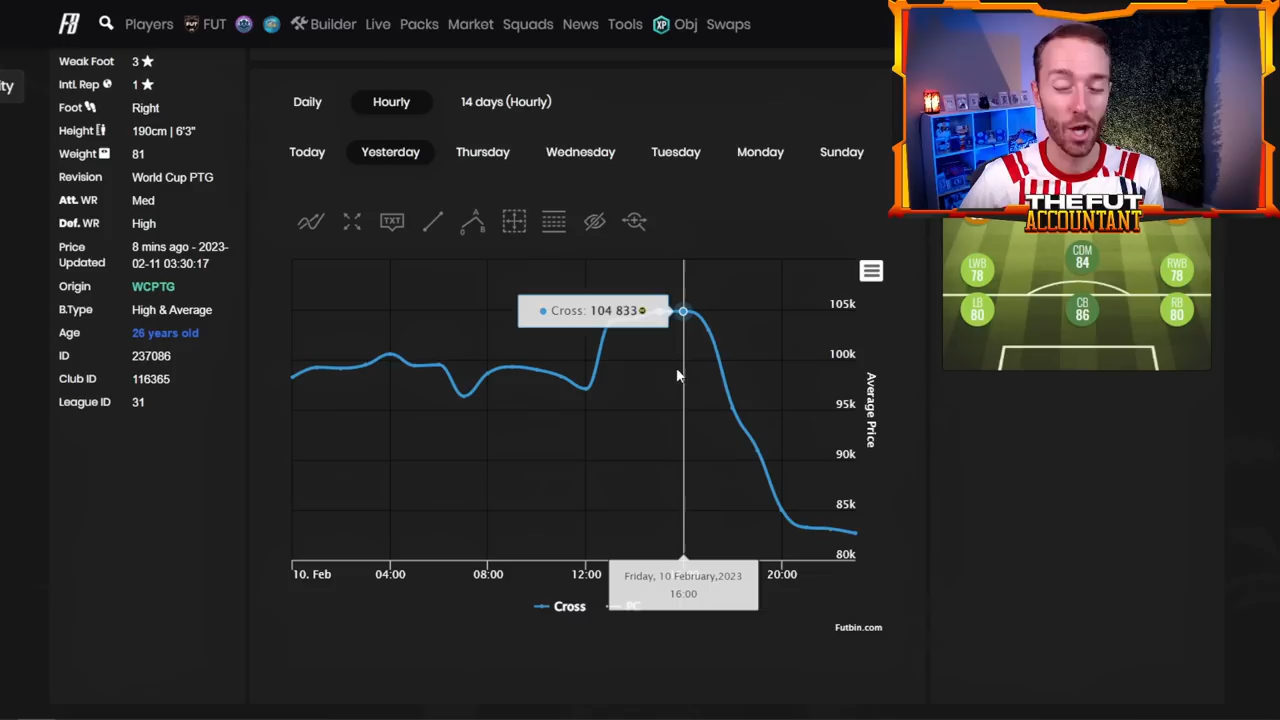 Players FUT Builder Live Packs Market Squads News Tools XP Obj Swaps
ity
Weak Foot 3
Intl. Rep 1
Foot Right
Height 190cm | 6'3"
Weight 81
Revision World Cup PTG
Att. WR Med
Def. WR High
Price Updated 8 mins ago - 2023-02-11 03:30:17
Origin WCPTG
B.Type High & Average
Age 26 years old
ID 237086
Club ID 116365
League ID 31
Daily Hourly 14 days (Hourly)
Today Yesterday Thursday Wednesday Tuesday Monday Sunday
TXT
Cross: 104 833
105k
100k
95k
90k
85k
80k
Average Price
10. Feb 04:00 08:00 12:00 20:00
Friday, 10 February,2023
16:00
Cross PC
Futbin.com
THE FUT
ACCOUNTANT
LWB
78
CDM
84
RWB
78
LB
80
CB
86
RB
80